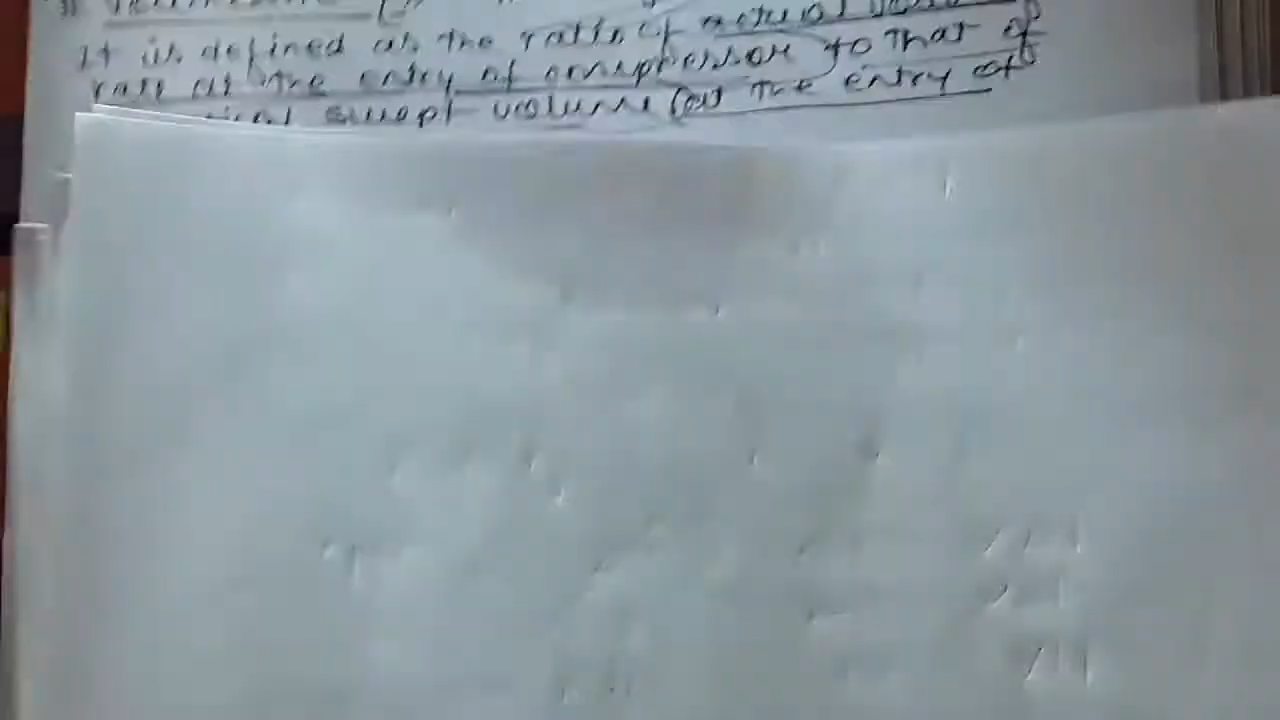 It is defined as the ratio of actual
rate at the entry of compressor to that of
swept volume (at the entry of